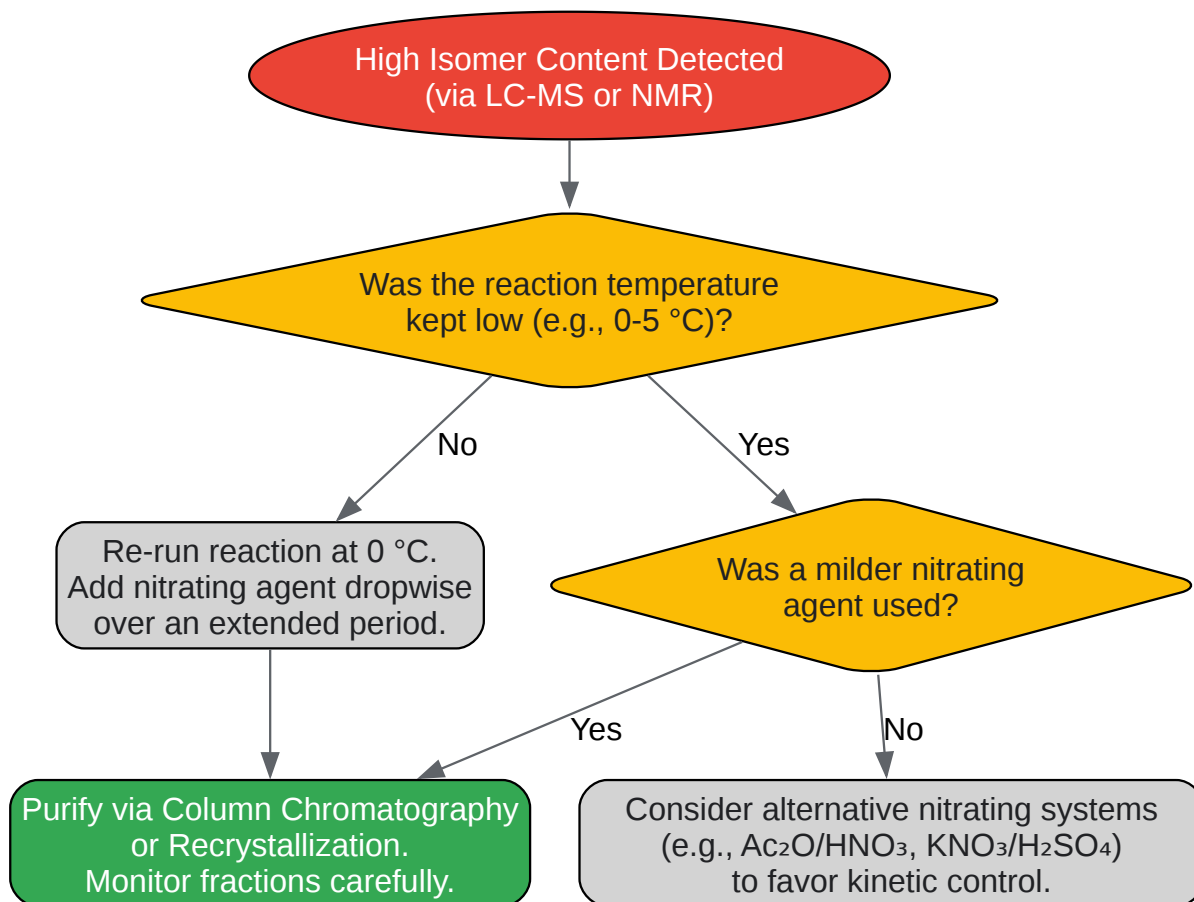 High Isomer Content Detected
(via LC-MS or NMR)
Was the reaction temperature
kept low (e.g., 0-5 °C)?
No
Yes
Re-run reaction at 0 °C.
Add nitrating agent dropwise
over an extended period.
Was a milder nitrating
agent used?
Yes
No
Purify via Column Chromatography
or Recrystallization.
Monitor fractions carefully.
Consider alternative nitrating systems
(e.g., Ac₂O/HNO₃, KNO₃/H₂SO₄)
to favor kinetic control.